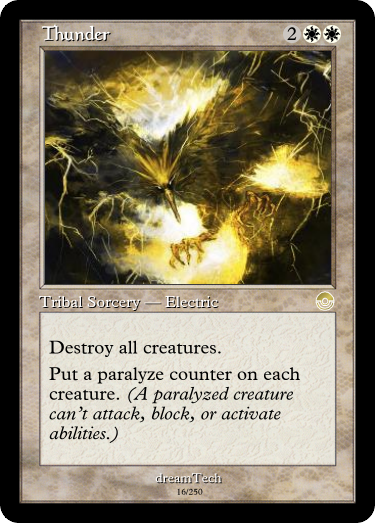 Thunder 2
Tribal Sorcery — Electric
Destroy all creatures.
Put a paralyze counter on each
creature. (A paralyzed creature
can't attack, block, or activate
abilities.)
dreamTech
16/250